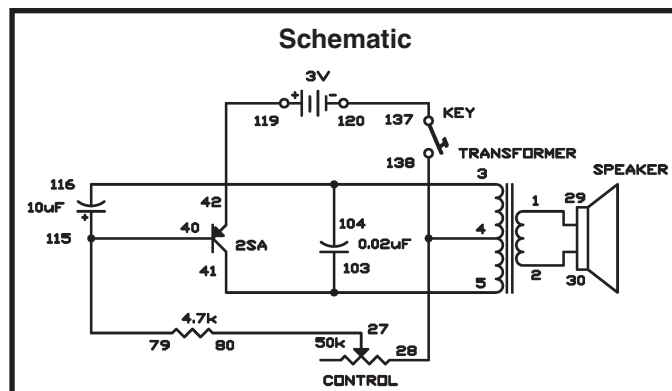 Schematic
3V
+ -
119 120 137 KEY
138 TRANSFORMER
3 SPEAKER
116 42 1 29
10uF
+ 104
115 40 2SA 0.02uF 4
41 103 2 30
5
4.7k 27
79 80 50k 28
CONTROL